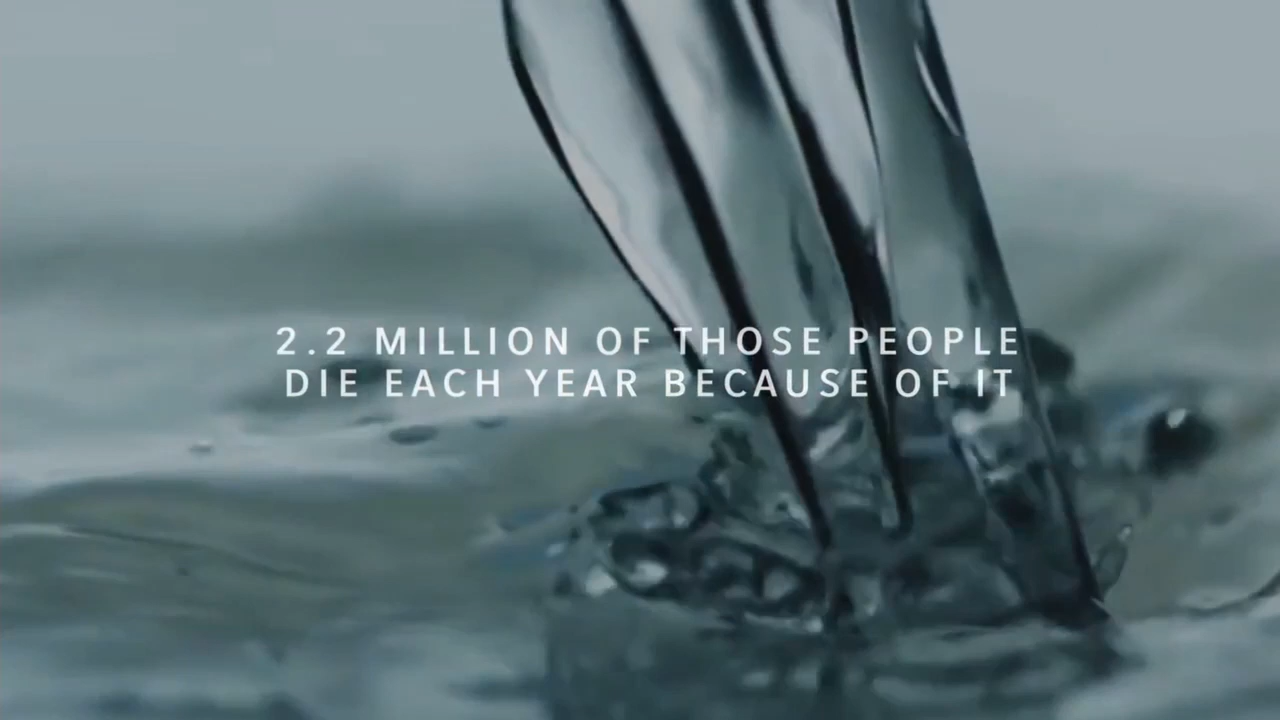 2.2 MILLION OF THOSE PEOPLE
DIE EACH YEAR BECAUSE OF IT